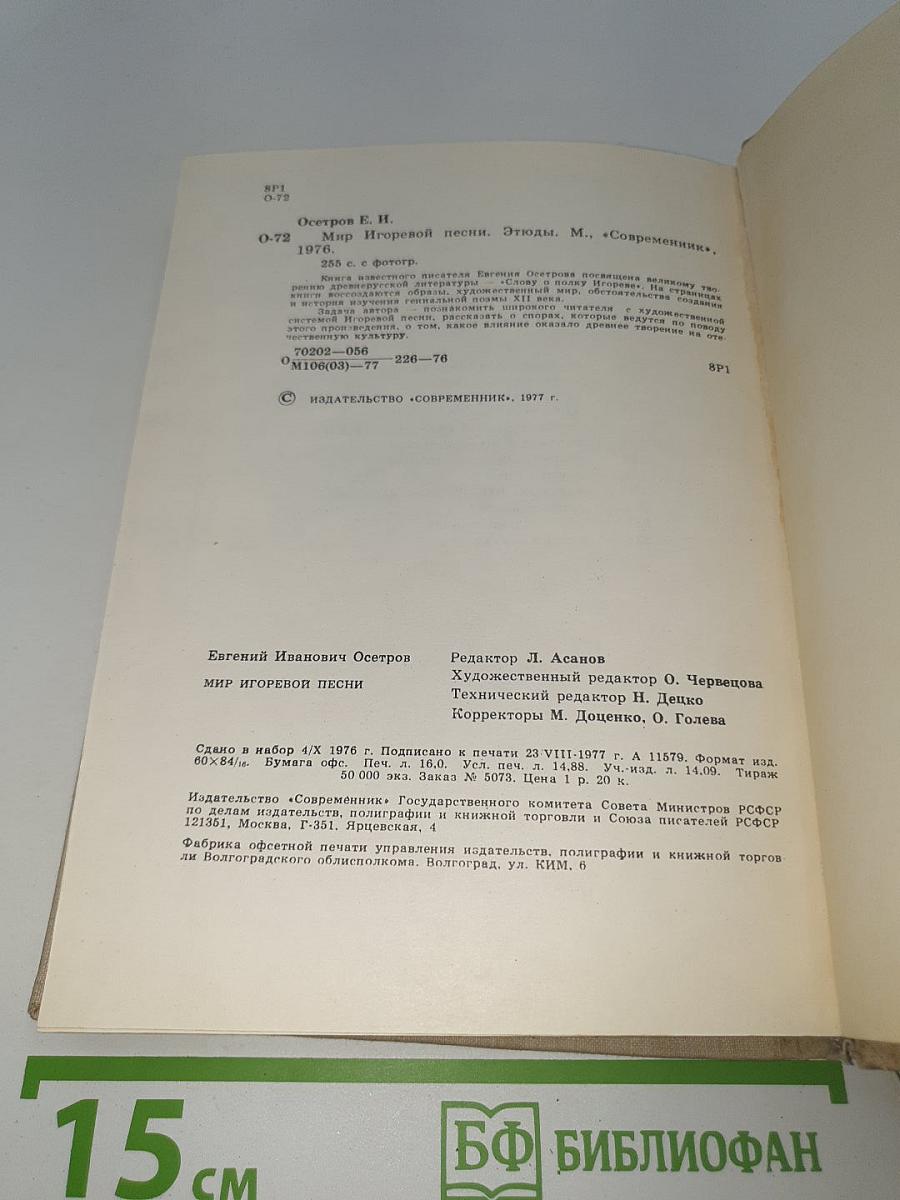 8Р1
О-72
Осетров Е. И.
О-72 Мир Игоревой песни. Этюды. М., «Современник»,
1976.
255 с. с фотогр.
Книга известного писателя Евгения Осетрова посвящена великому тво-
рению древнерусской литературы — «Слову о полку Игореве». На страницах
книги воссоздаются образы, художественный мир, обстоятельства создания
и история изучения гениальной поэмы XII века.
Задача автора — познакомить широкого читателя с художественной
системой Игоревой песни, рассказать о спорах, которые ведутся по поводу
этого произведения, о том, какое влияние оказало древнее творение на оте-
чественную культуру.
О 70202—056
М106(03)—77 226—76
8Р1
© ИЗДАТЕЛЬСТВО «СОВРЕМЕННИК», 1977 г.
Евгений Иванович Осетров
МИР ИГОРЕВОЙ ПЕСНИ
Редактор Л. Асанов
Художественный редактор О. Червецова
Технический редактор Н. Децко
Корректоры М. Доценко, О. Голева
Сдано в набор 4/X 1976 г. Подписано к печати 23/VIII-1977 г. А 11579. Формат изд.
60×84/16. Бумага офс. Печ. л. 16,0. Усл. печ. л. 14,88. Уч.-изд. л. 14,09. Тираж
50 000 экз. Заказ № 5073. Цена 1 р. 20 к.
Издательство «Современник» Государственного комитета Совета Министров РСФСР
по делам издательств, полиграфии и книжной торговли и Союза писателей РСФСР
121351, Москва, Г-351, Ярцевская, 4
Фабрика офсетной печати управления издательств, полиграфии и книжной торгов
ли Волгоградского облисполкома. Волгоград, ул. КИМ, 6
15 см
БФ БИБЛИОФАН